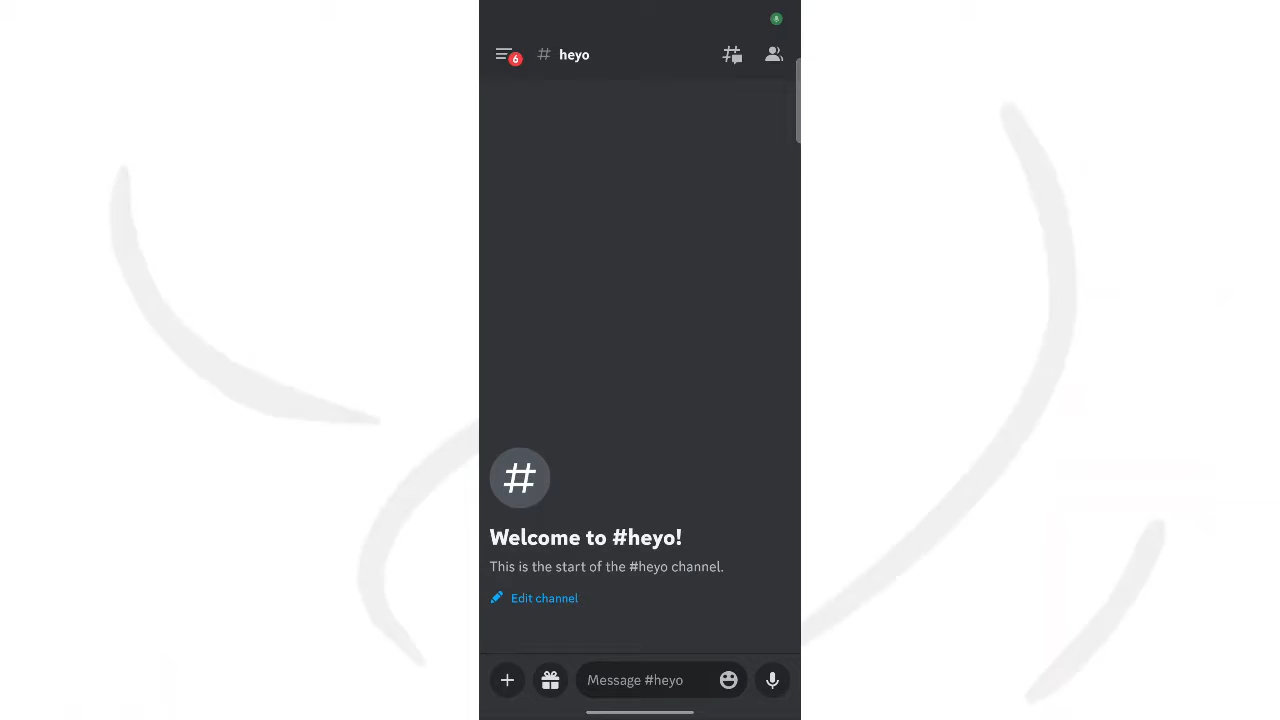 6 # heyo
#
Welcome to #heyo!
This is the start of the #heyo channel.
Edit channel
Message #heyo